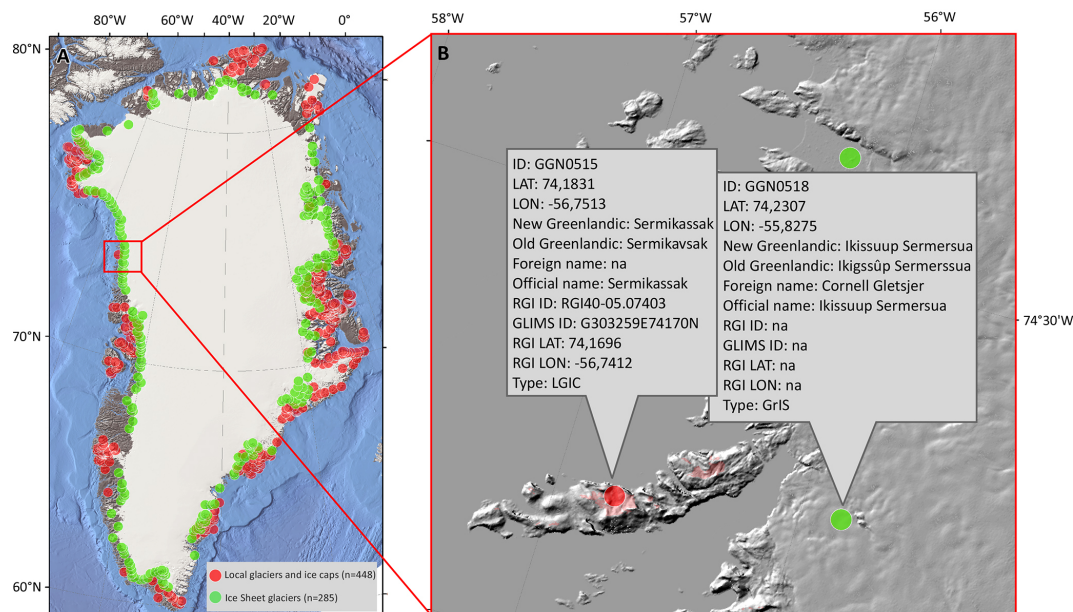 80°W 60°W 40°W 20°W 0°
80°N
70°N
60°N
A
Local glaciers and ice caps (n=448)
Ice Sheet glaciers (n=285)
58°W 57°W 56°W
B
74°30'W
ID: GGN0515
LAT: 74,1831
LON: -56,7513
New Greenlandic: Sermikassak
Old Greenlandic: Sermikavsak
Foreign name: na
Official name: Sermikassak
RGI ID: RGI40-05.07403
GLIMS ID: G303259E74170N
RGI LAT: 74,1696
RGI LON: -56,7412
Type: LGIC
ID: GGN0518
LAT: 74,2307
LON: -55,8275
New Greenlandic: Ikissuup Sermersua
Old Greenlandic: Ikigssûp Sermerssua
Foreign name: Cornell Gletsjer
Official name: Ikissuup Sermersua
RGI ID: na
GLIMS ID: na
RGI LAT: na
RGI LON: na
Type: GrIS